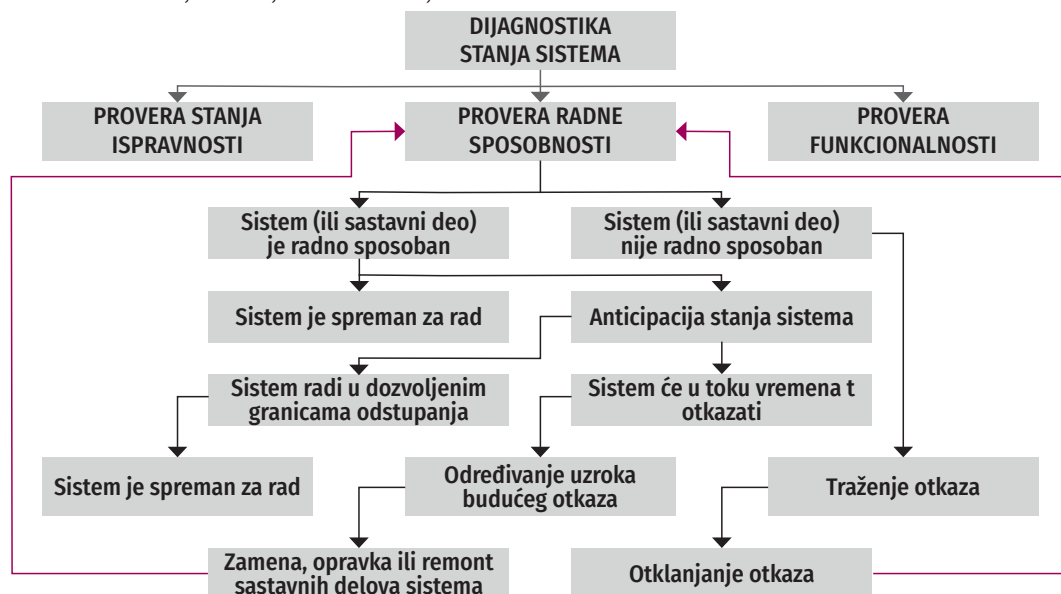 DIJAGNOSTIKA
STANJA SISTEMA
PROVERA STANJA
ISPRAVNOSTI
PROVERA RADNE
SPOSOBNOSTI
PROVERA
FUNKCIONALNOSTI
Sistem (ili sastavni deo)
je radno sposoban
Sistem (ili sastavni deo)
nije radno sposoban
Sistem je spreman za rad
Anticipacija stanja sistema
Sistem radi u dozvoljenim
granicama odstupanja
Sistem će u toku vremena t
otkazati
Sistem je spreman za rad
Određivanje uzroka
budućeg otkaza
Traženje otkaza
Zamena, opravka ili remont
sastavnih delova sistema
Otklanjanje otkaza